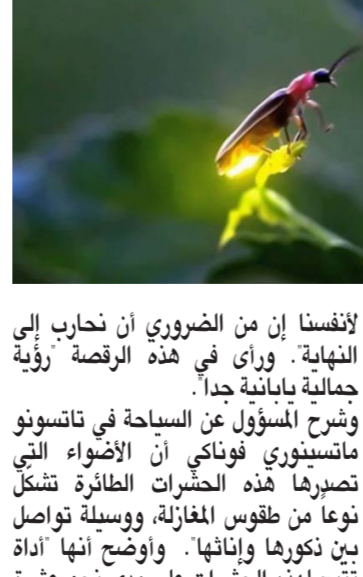 لأنفسنا إن من الضروري أن نحارب إلى
النهاية". ورأى في هذه الرقصة "رؤية
جمالية يابانية جدا".
وشرح المسؤول عن السياحة في تاتسونو
ماتسينوري فوناكي أن الأضواء التي
تصدرها هذه الحشرات الطائرة تشكّل
نوعا من طقوس المغازلة، ووسيلة تواصل
بين ذكورها وإناثها". وأوضح أنها "أداة